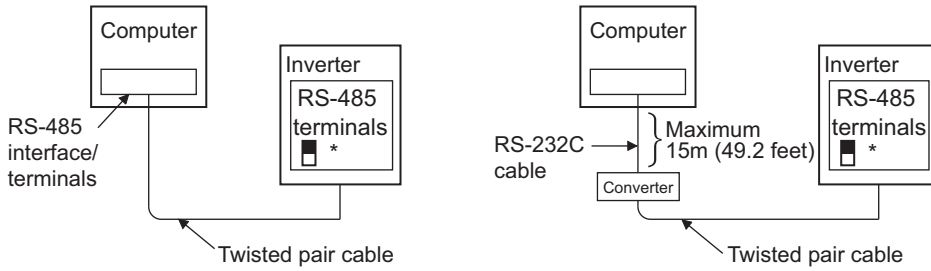 Computer
Inverter
RS-485
terminals
*
RS-485
interface/
terminals
Twisted pair cable
Computer
Inverter
RS-485
terminals
*
RS-232C
cable
Maximum
15m (49.2 feet)
Converter
Twisted pair cable